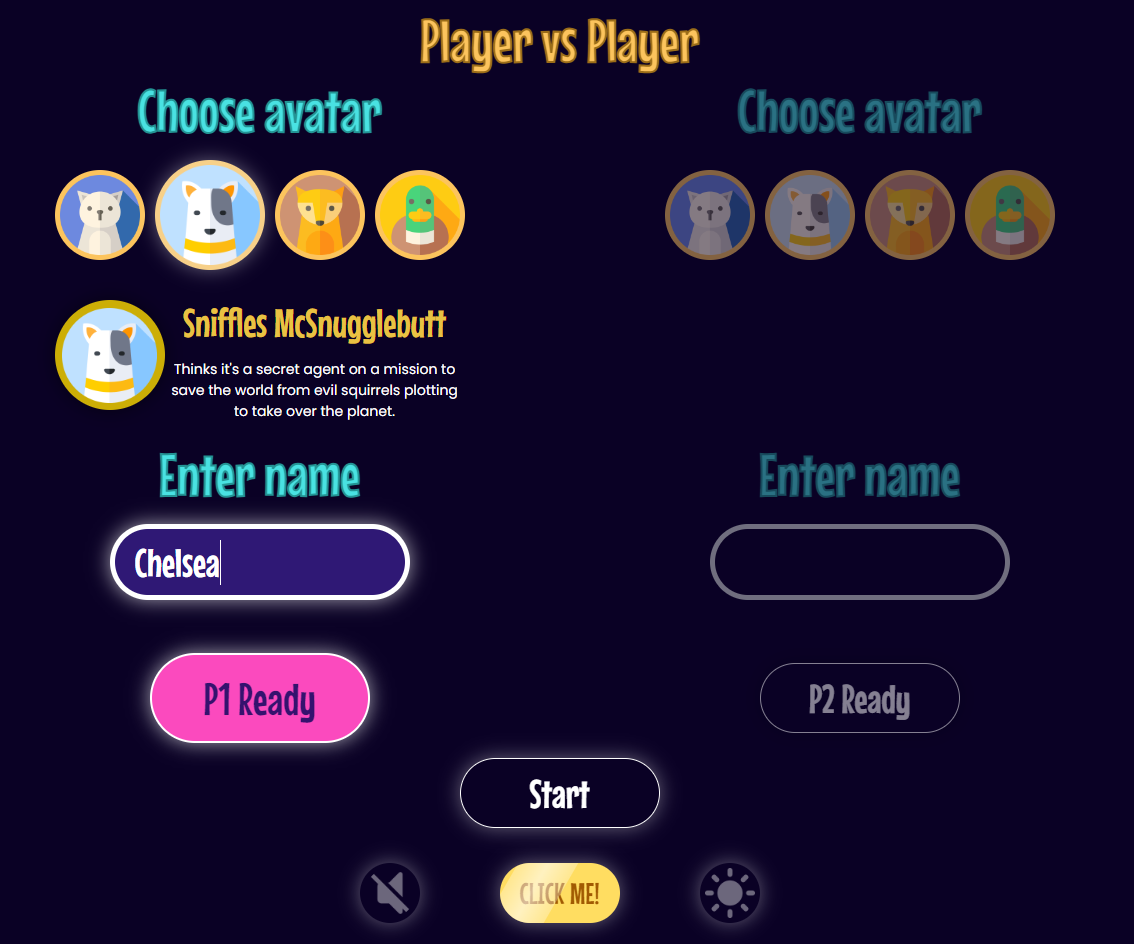 Player vs Player
Choose avatar
Choose avatar
Sniffles McSnugglebutt
Thinks it's a secret agent on a mission to
save the world from evil squirrels plotting
to take over the planet.
Enter name
Enter name
Chelsea
P1 Ready
P2 Ready
Start
CLICK ME!